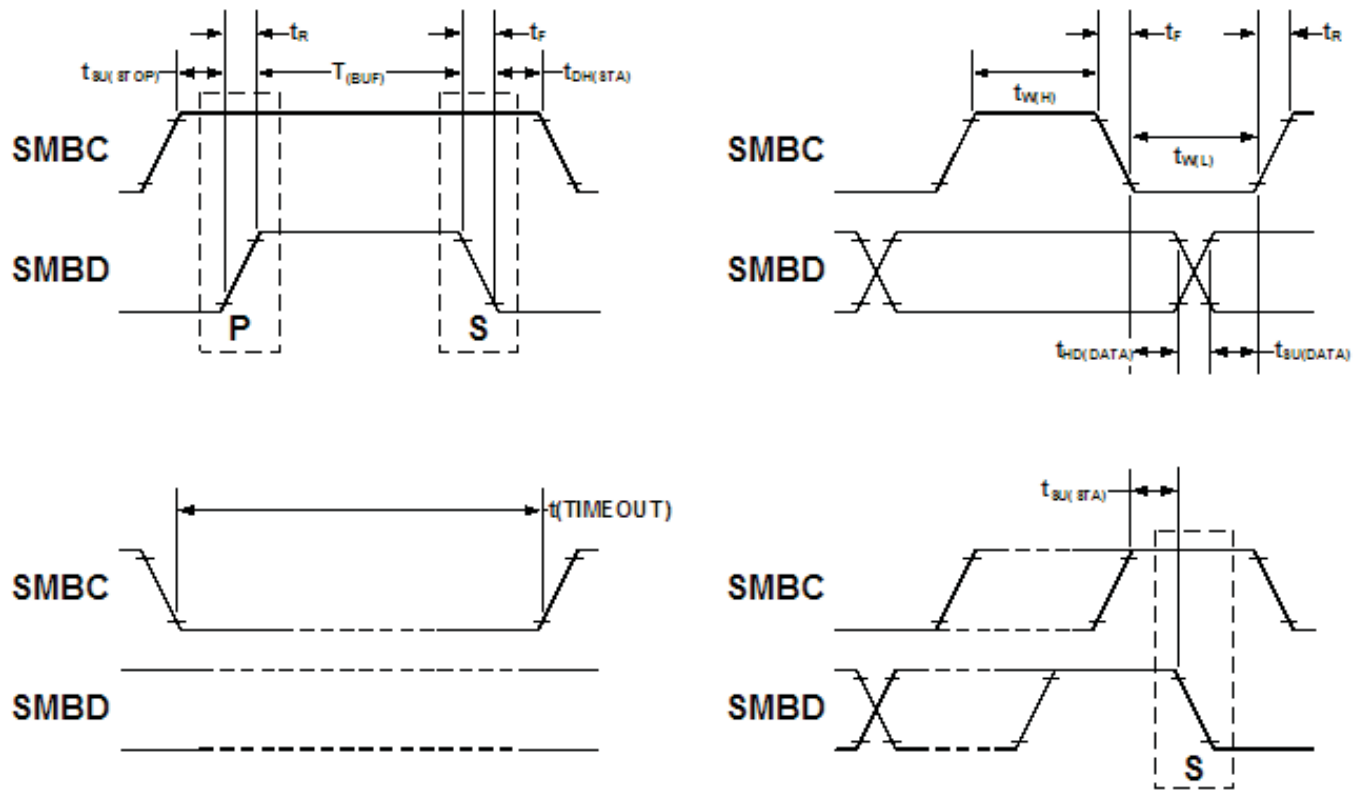 tR
tF
tSU(STOP)
T(BUF)
tDH(STA)
SMBC
SMBD
P
S
tF
tR
tW(H)
SMBC
tW(L)
SMBD
tHD(DATA)
tSU(DATA)
t(TIMEOUT)
SMBC
SMBD
tSU(STA)
SMBC
SMBD
S